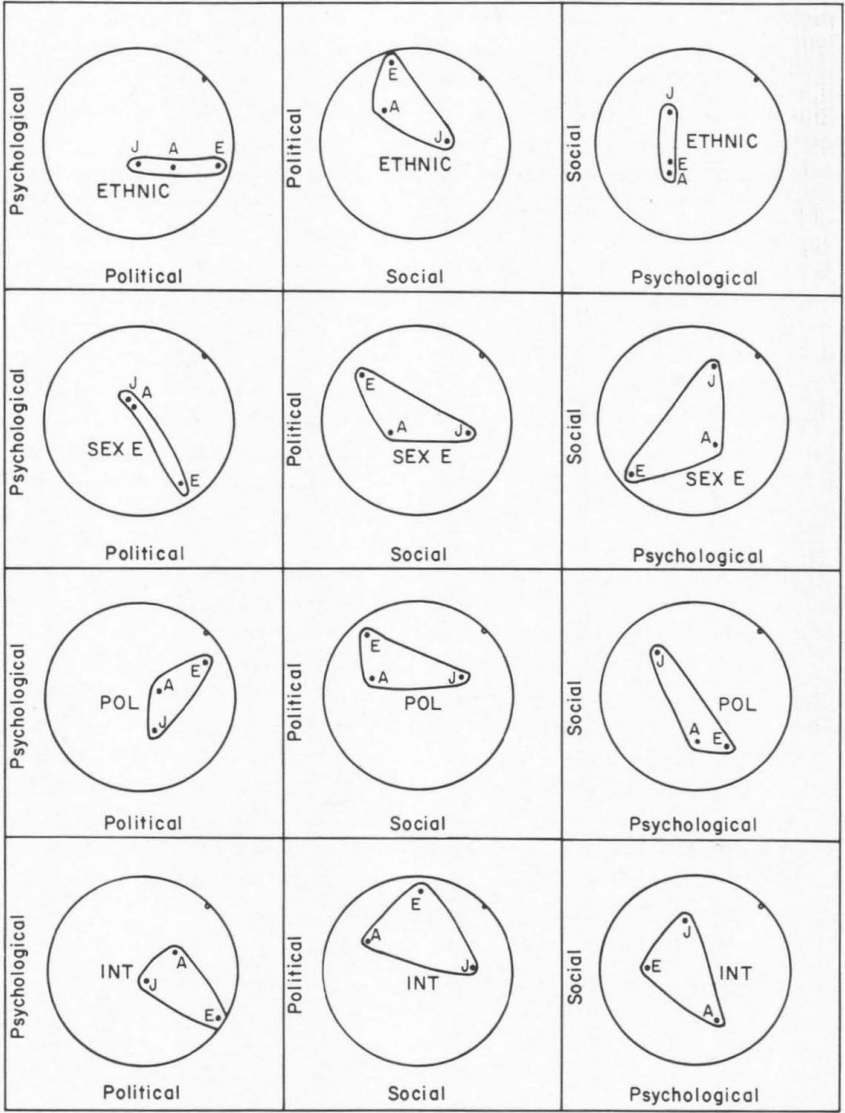 Psychological
J A E
ETHNIC
Political
Political
E
A
J
ETHNIC
Social
Social
J
ETHNIC
E
A
Psychological
Psychological
J A
SEX E
E
Political
Political
E
A
J
SEX E
Social
Social
J
A
E
SEX E
Psychological
Psychological
E
A
POL
J
Political
Political
E
A
J
POL
Social
Social
J
POL
A E
Psychological
Psychological
A
INT
J
E
Political
Political
E
A
J
INT
Social
Social
J
E
INT
A
Psychological